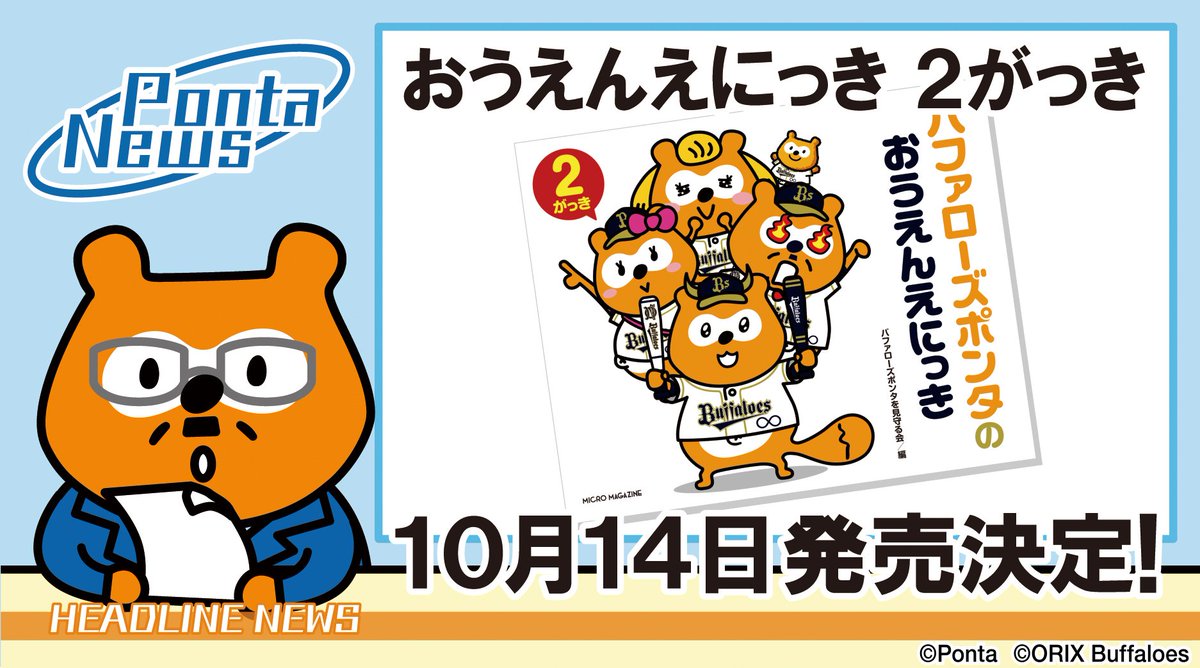 Ponta
News
おうえんえにっき 2がっき
2
がっき
バファローズポンタの
おうえんえにっき
バファローズポンタを見守る会/編
Bs
Buffaloes
Buffaloes
Bs
Buffaloes
Buffaloes
MICRO MAGAZINE
10月14日発売決定!
HEADLINE NEWS
©Ponta ©ORIX Buffaloes